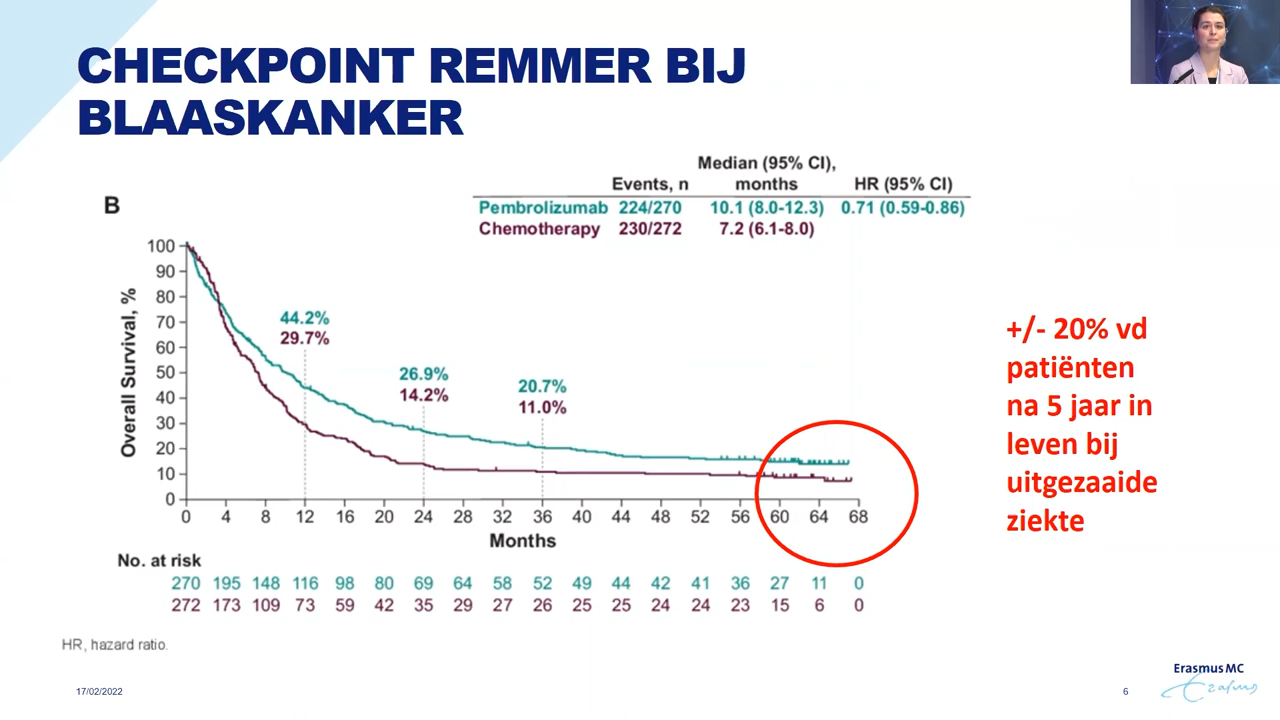 CHECKPOINT REMMER BIJ
BLAASKANKER
B
Median (95% CI),
Events, n months HR (95% CI)
Pembrolizumab 224/270 10.1 (8.0-12.3) 0.71 (0.59-0.86)
Chemotherapy 230/272 7.2 (6.1-8.0)
Overall Survival, %
100
90
80
70
60
50
40
30
20
10
0
44.2%
29.7%
26.9%
14.2%
20.7%
11.0%
0 4 8 12 16 20 24 28 32 36 40 44 48 52 56 60 64 68
Months
No. at risk
270 195 148 116 98 80 69 64 58 52 49 44 42 41 36 27 11 0
272 173 109 73 59 42 35 29 27 26 25 25 24 24 23 15 6 0
HR, hazard ratio.
+/- 20% vd
patiënten
na 5 jaar in
leven bij
uitgezaaide
ziekte
17/02/2022
6
Erasmus MC
Erasmus